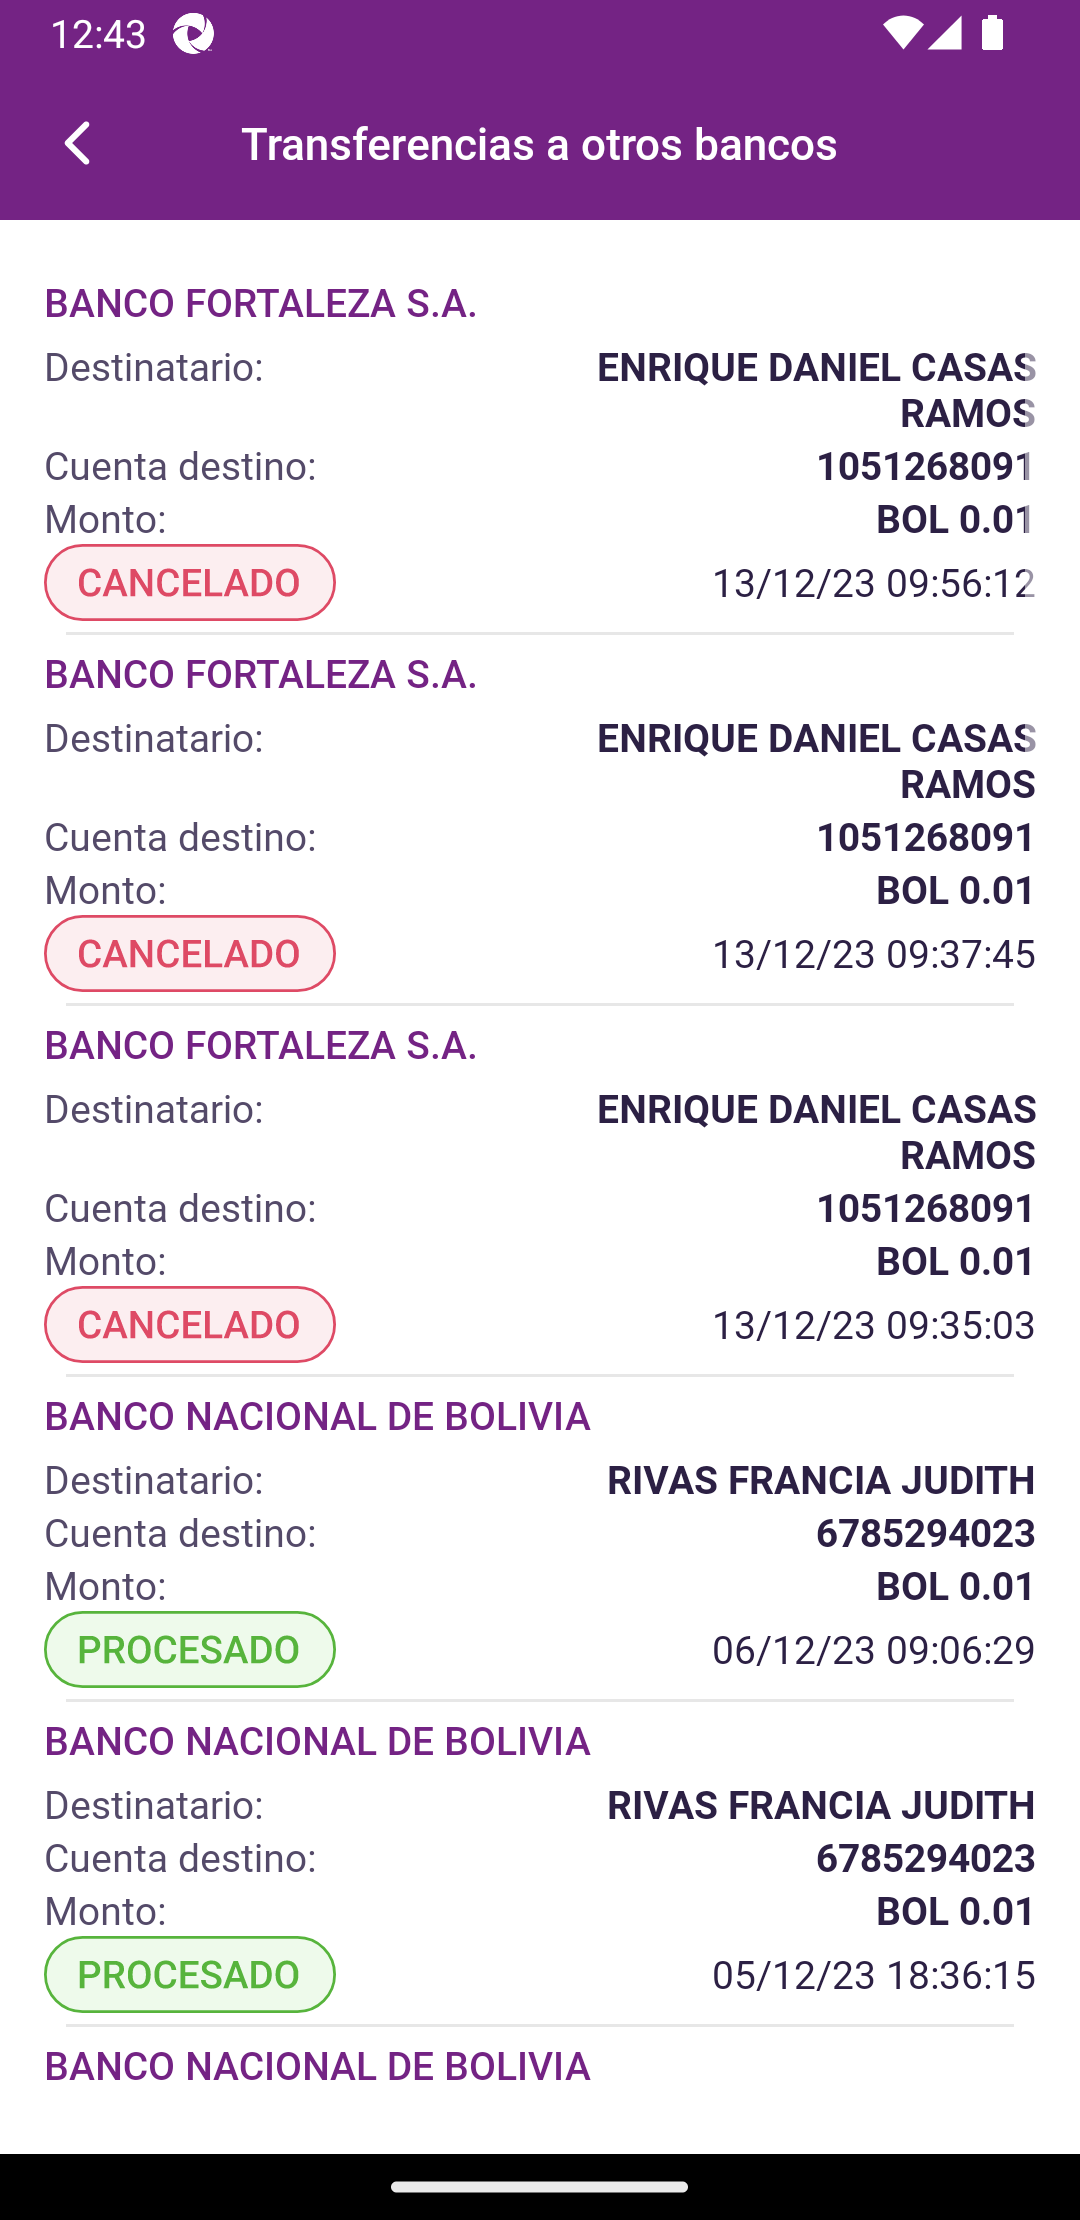 12:43
Transferencias a otros bancos
BANCO FORTALEZA S.A.
Destinatario: ENRIQUE DANIEL CASAS
RAMOS
Cuenta destino: 1051268091
Monto: BOL 0.01
CANCELADO 13/12/23 09:56:12
BANCO FORTALEZA S.A.
Destinatario: ENRIQUE DANIEL CASAS
RAMOS
Cuenta destino: 1051268091
Monto: BOL 0.01
CANCELADO 13/12/23 09:37:45
BANCO FORTALEZA S.A.
Destinatario: ENRIQUE DANIEL CASAS
RAMOS
Cuenta destino: 1051268091
Monto: BOL 0.01
CANCELADO 13/12/23 09:35:03
BANCO NACIONAL DE BOLIVIA
Destinatario: RIVAS FRANCIA JUDITH
Cuenta destino: 6785294023
Monto: BOL 0.01
PROCESADO 06/12/23 09:06:29
BANCO NACIONAL DE BOLIVIA
Destinatario: RIVAS FRANCIA JUDITH
Cuenta destino: 6785294023
Monto: BOL 0.01
PROCESADO 05/12/23 18:36:15
BANCO NACIONAL DE BOLIVIA